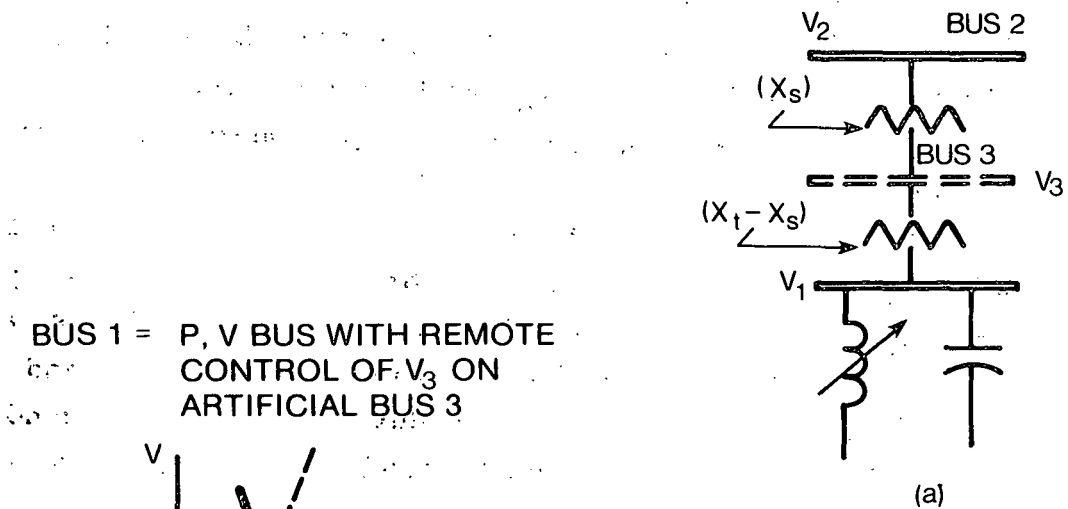 V₂ BUS 2
(Xₛ)
BUS 3
V₃
(Xₜ – Xₛ)
V₁
BUS 1 = P, V BUS WITH REMOTE
CONTROL OF V₃ ON
ARTIFICIAL BUS 3
V
(a)